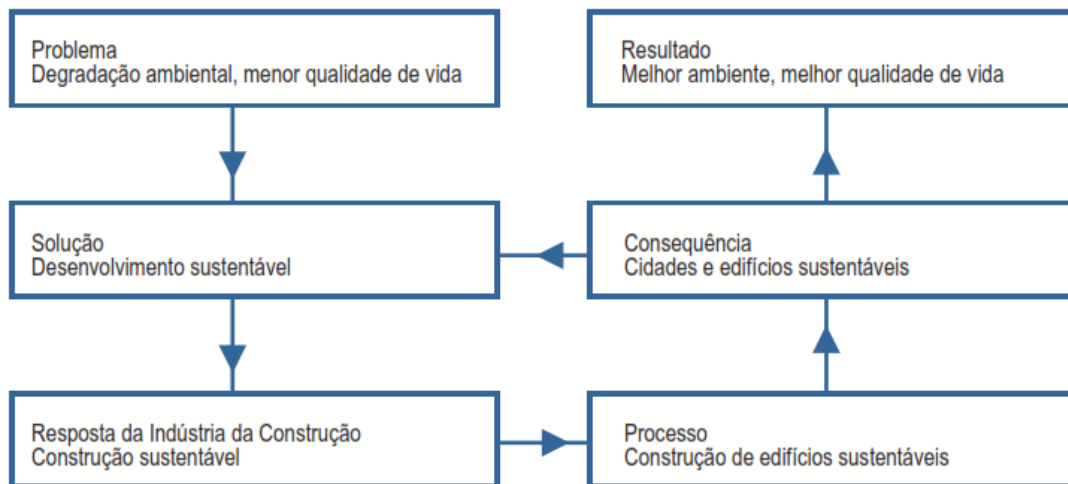 Problema
Degradação ambiental, menor qualidade de vida
Resultado
Melhor ambiente, melhor qualidade de vida
Solução
Desenvolvimento sustentável
Consequência
Cidades e edifícios sustentáveis
Resposta da Indústria da Construção
Construção sustentável
Processo
Construção de edifícios sustentáveis